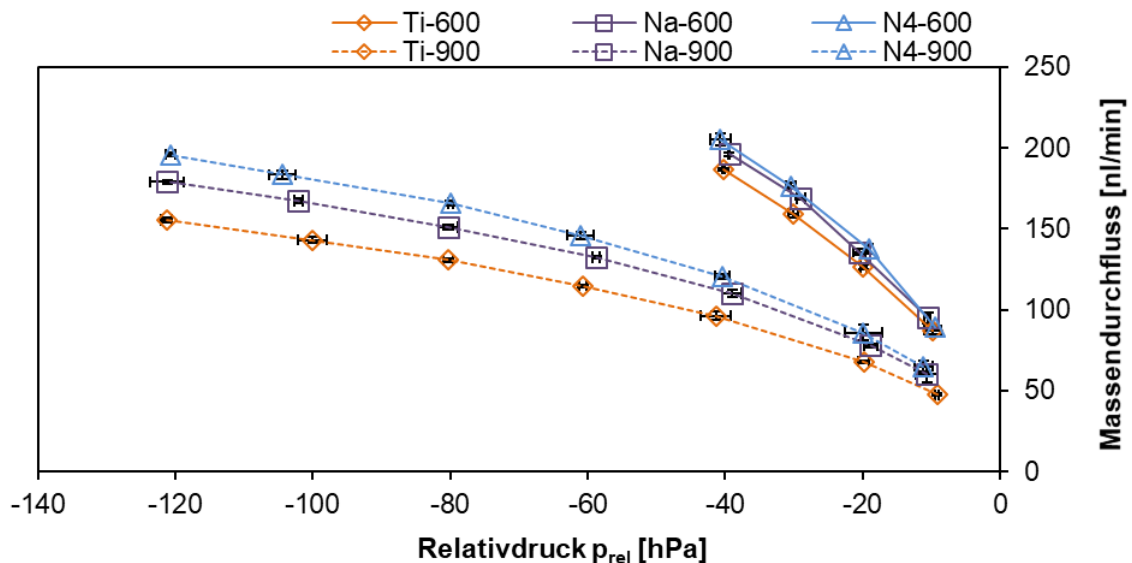 Ti-600 Na-600 N4-600
Ti-900 Na-900 N4-900
250
200
150
100
50
0
Massendurchfluss [nl/min]
-140 -120 -100 -80 -60 -40 -20 0
Relativdruck prel [hPa]